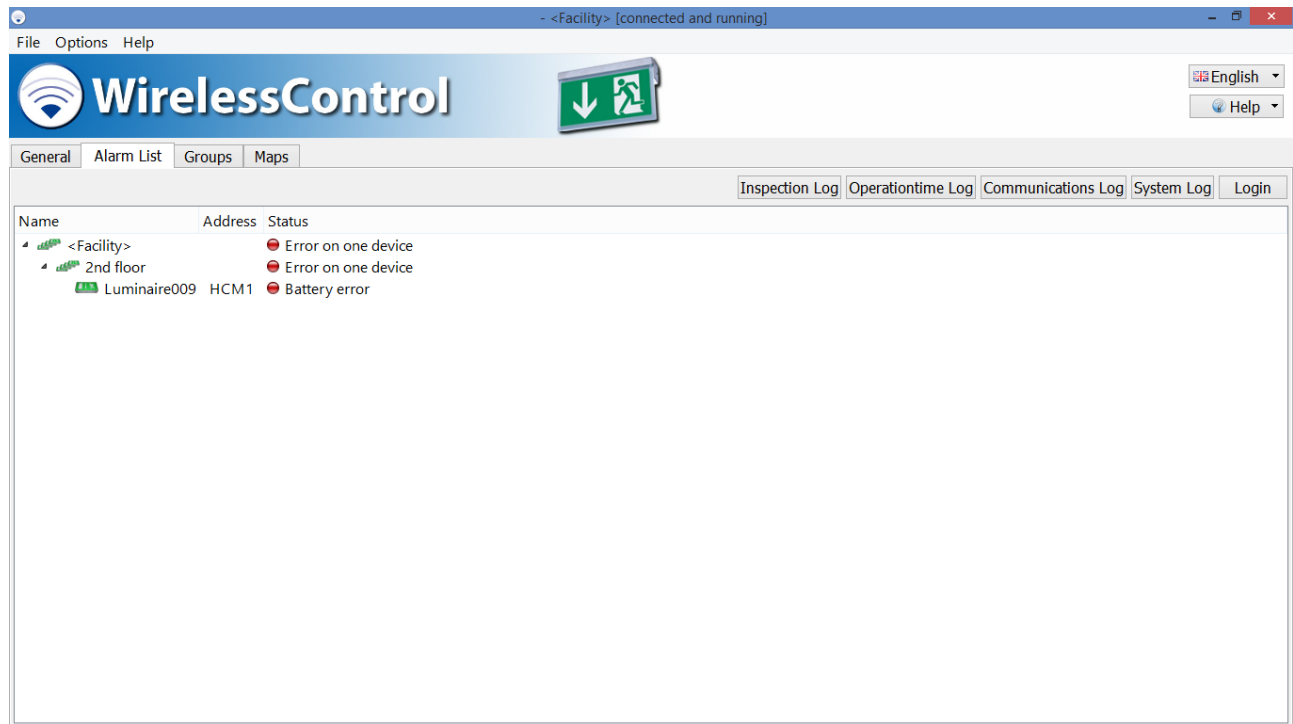 - <Facility> [connected and running]
File Options Help
WirelessControl
English
Help
General Alarm List Groups Maps
Inspection Log Operationtime Log Communications Log System Log Login
Name Address Status
<Facility> Error on one device
2nd floor Error on one device
Luminaire009 HCM1 Battery error